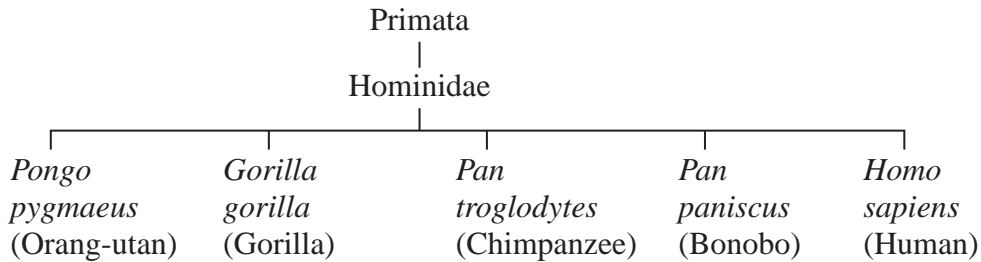 Primata
Hominidae
Pongo Gorilla Pan Pan Homo
pygmaeus gorilla troglodytes paniscus sapiens
(Orang-utan) (Gorilla) (Chimpanzee) (Bonobo) (Human)